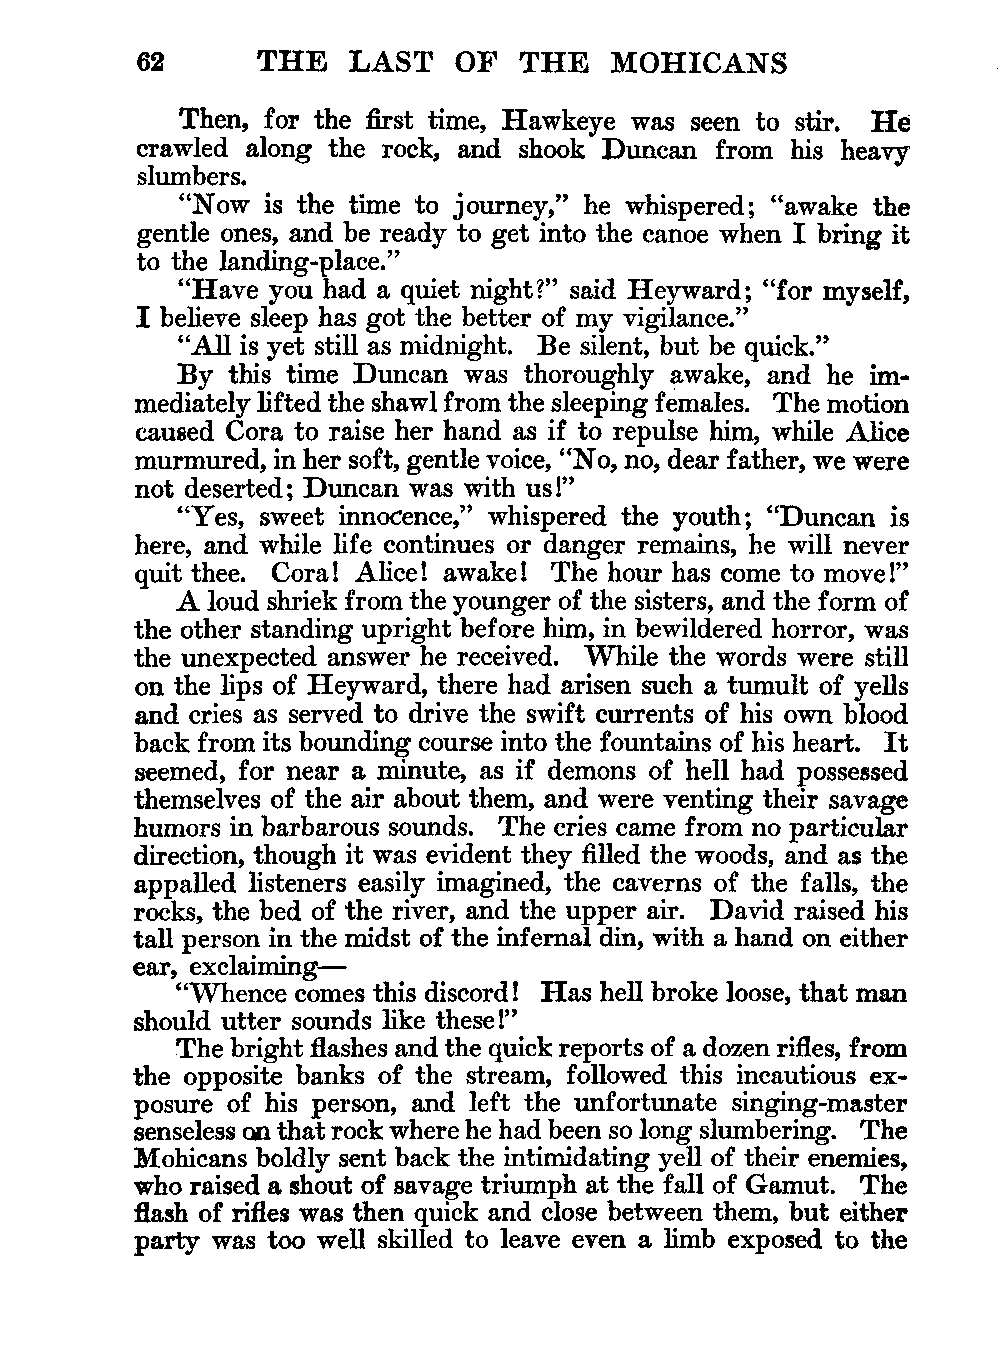 62 THE LAST OF THE MOHICANS
Then, for the first time, Hawkeye was seen to stir. He
crawled along the rock, and shook Duncan from his heavy
slumbers.
“Now is the time to journey,” he whispered; “awake the
gentle ones, and be ready to get into the canoe when I bring it
to the landing-place.”
“Have you had a quiet night?” said Heyward; “for myself,
I believe sleep has got the better of my vigilance.”
“All is yet still as midnight. Be silent, but be quick.”
By this time Duncan was thoroughly awake, and he im-
mediately lifted the shawl from the sleeping females. The motion
caused Cora to raise her hand as if to repulse him, while Alice
murmured, in her soft, gentle voice, “No, no, dear father, we were
not deserted; Duncan was with us!”
“Yes, sweet innocence,” whispered the youth; “Duncan is
here, and while life continues or danger remains, he will never
quit thee. Cora! Alice! awake! The hour has come to move!”
A loud shriek from the younger of the sisters, and the form of
the other standing upright before him, in bewildered horror, was
the unexpected answer he received. While the words were still
on the lips of Heyward, there had arisen such a tumult of yells
and cries as served to drive the swift currents of his own blood
back from its bounding course into the fountains of his heart. It
seemed, for near a minute, as if demons of hell had possessed
themselves of the air about them, and were venting their savage
humors in barbarous sounds. The cries came from no particular
direction, though it was evident they filled the woods, and as the
appalled listeners easily imagined, the caverns of the falls, the
rocks, the bed of the river, and the upper air. David raised his
tall person in the midst of the infernal din, with a hand on either
ear, exclaiming—
“Whence comes this discord! Has hell broke loose, that man
should utter sounds like these!”
The bright flashes and the quick reports of a dozen rifles, from
the opposite banks of the stream, followed this incautious ex-
posure of his person, and left the unfortunate singing-master
senseless on that rock where he had been so long slumbering. The
Mohicans boldly sent back the intimidating yell of their enemies,
who raised a shout of savage triumph at the fall of Gamut. The
flash of rifles was then quick and close between them, but either
party was too well skilled to leave even a limb exposed to the